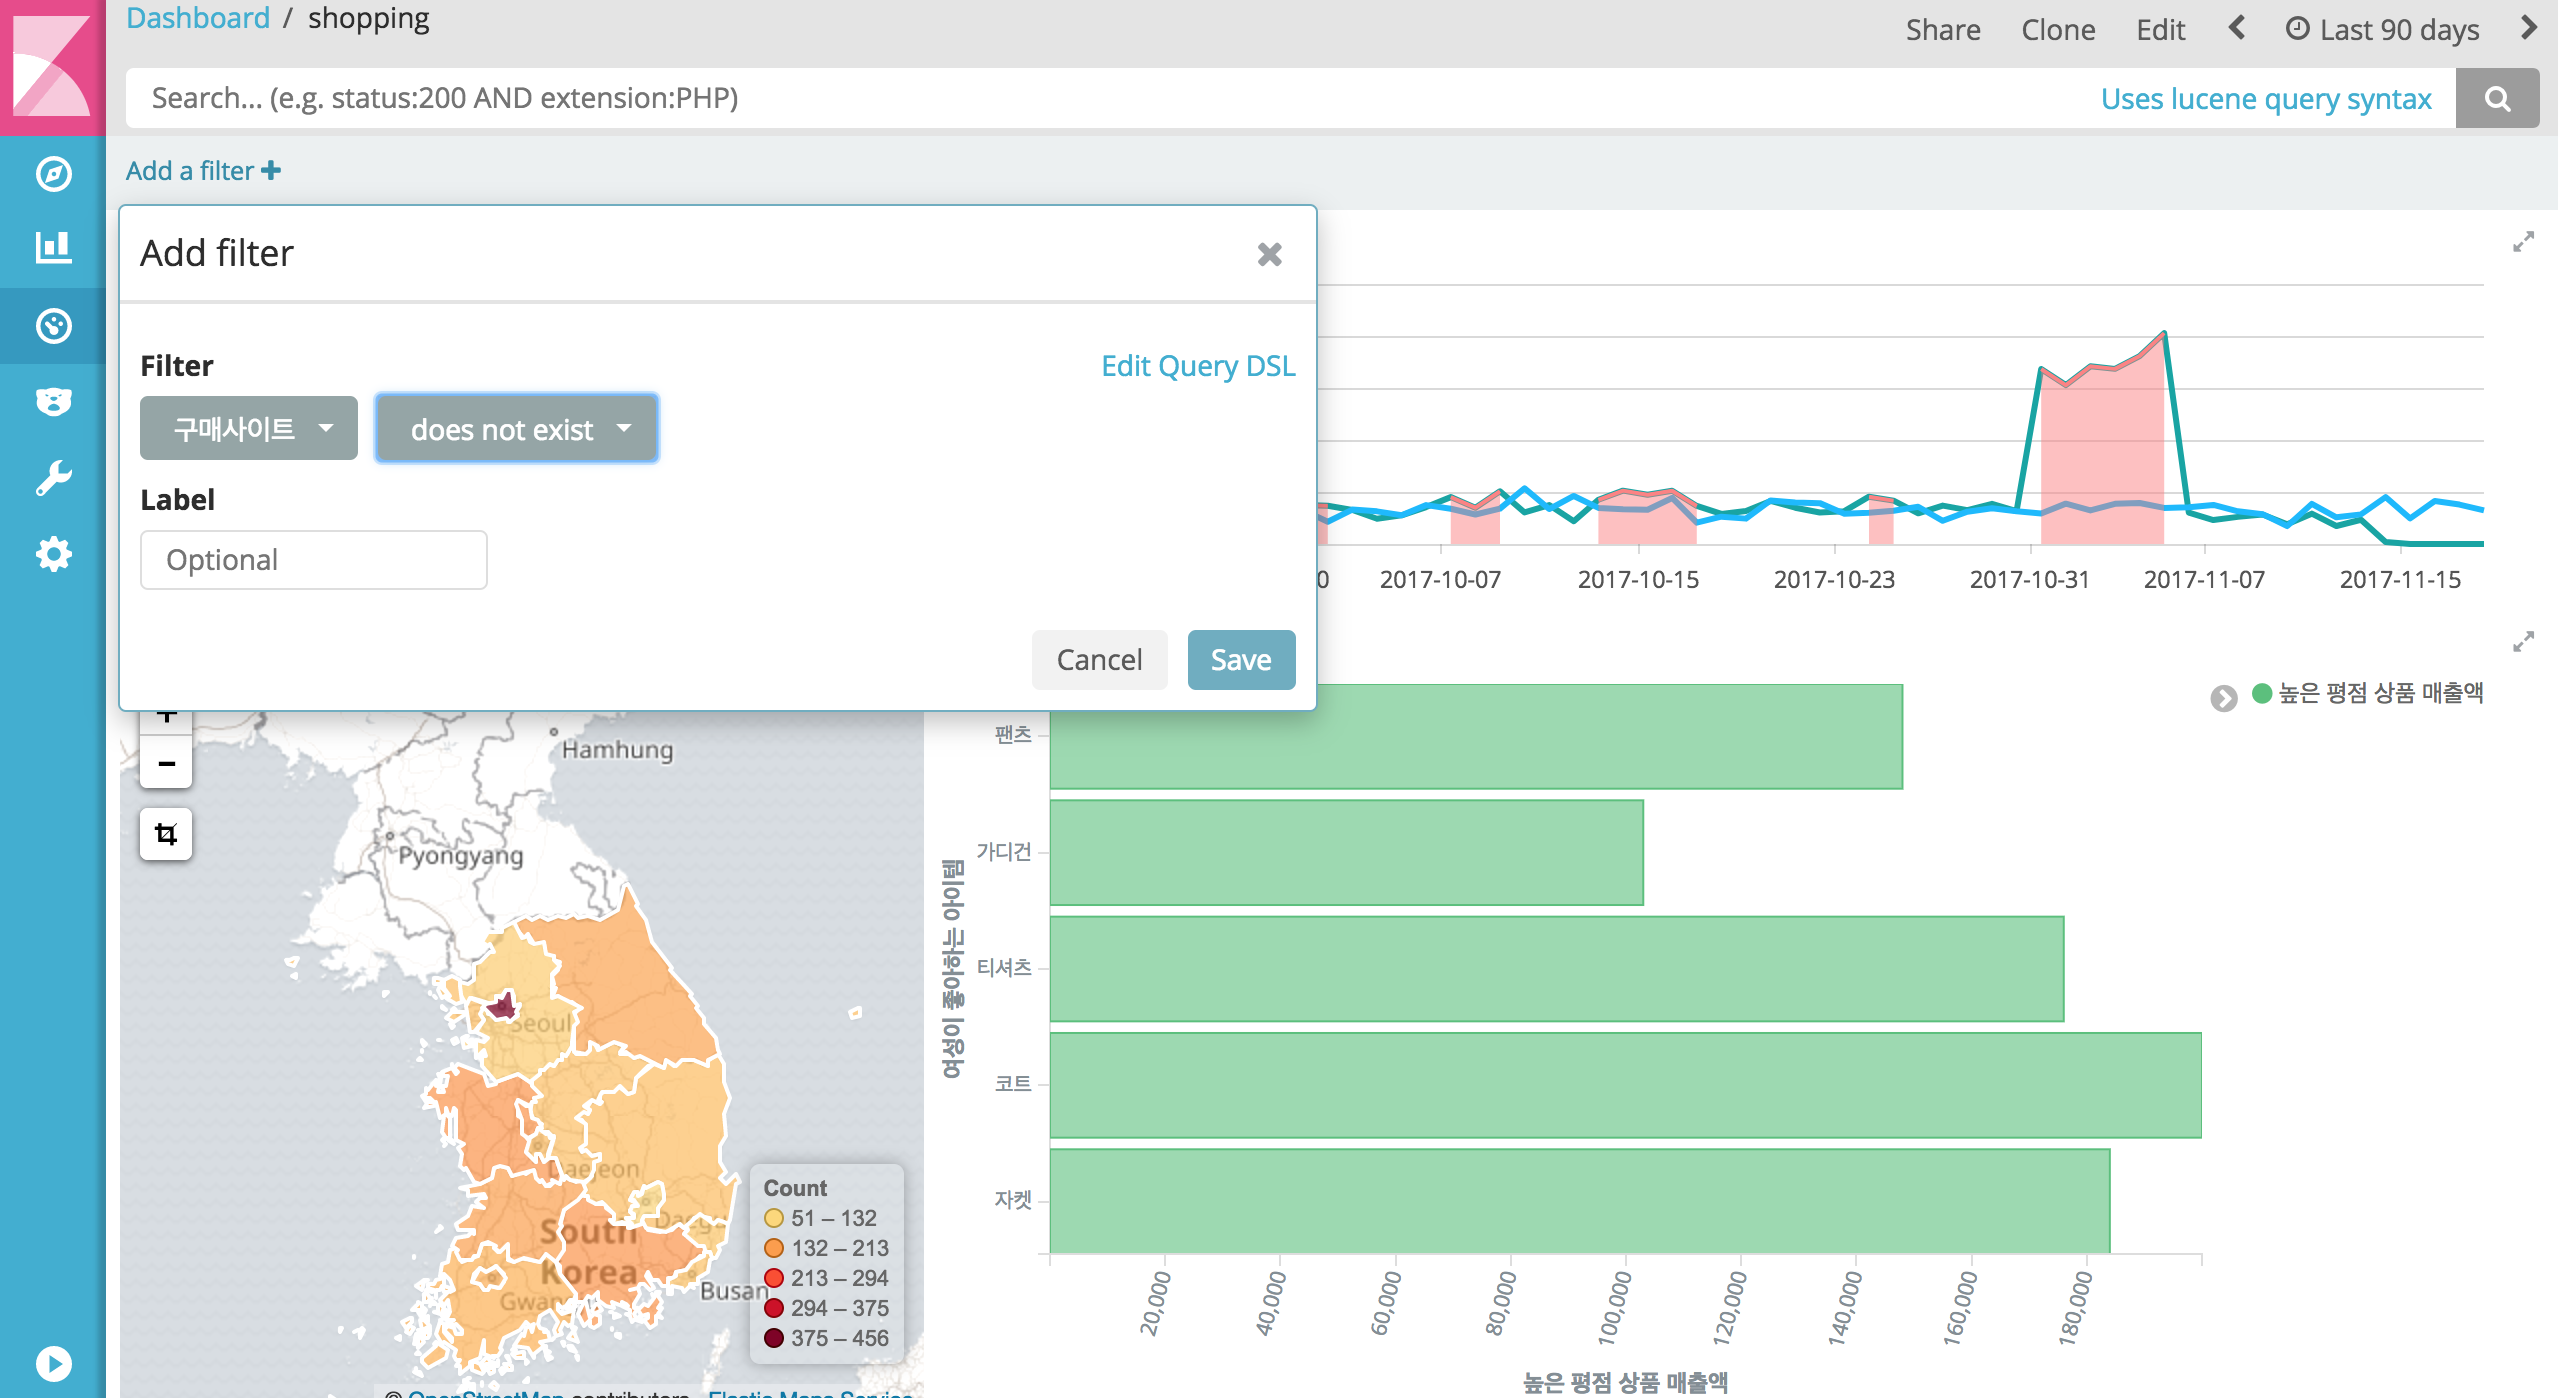 Dashboard / shopping
Share Clone Edit Last 90 days
Search... (e.g. status:200 AND extension:PHP)
Uses lucene query syntax
Add a filter
Add filter
Filter
Edit Query DSL
구매사이트
does not exist
Label
Optional
Cancel
Save
0 2017-10-07 2017-10-15 2017-10-23 2017-10-31 2017-11-07 2017-11-15
Hamhung
Pyongyang
Seoul
Daejeon
Daegu
South
Korea
Busan
Count
51 – 132
132 – 213
213 – 294
294 – 375
375 – 456
© OpenStreetMap contributors, Elastic Maps Service
높은 평점 상품 매출액
여성이 좋아하는 아이템
팬츠
가디건
티셔츠
코트
자켓
20,000 40,000 60,000 80,000 100,000 120,000 140,000 160,000 180,000
높은 평점 상품 매출액